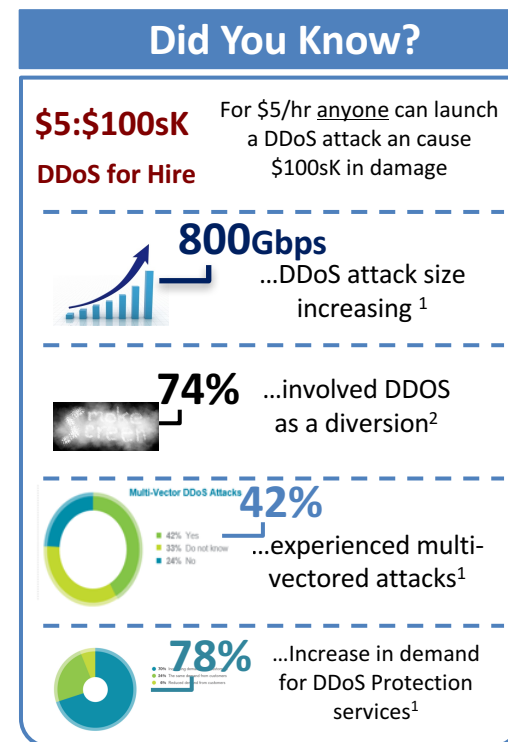 Did You Know?
$5:$100sK
DDoS for Hire
For $5/hr anyone can launch
a DDoS attack an cause
$100sK in damage
800Gbps
...DDoS attack size
increasing 1
74%
...involved DDOS
as a diversion2
Multi-Vector DDoS Attacks
42%
42% Yes
33% Do not know
24% No
...experienced multi-
vectored attacks1
78%
...Increase in demand
for DDoS Protection
services1